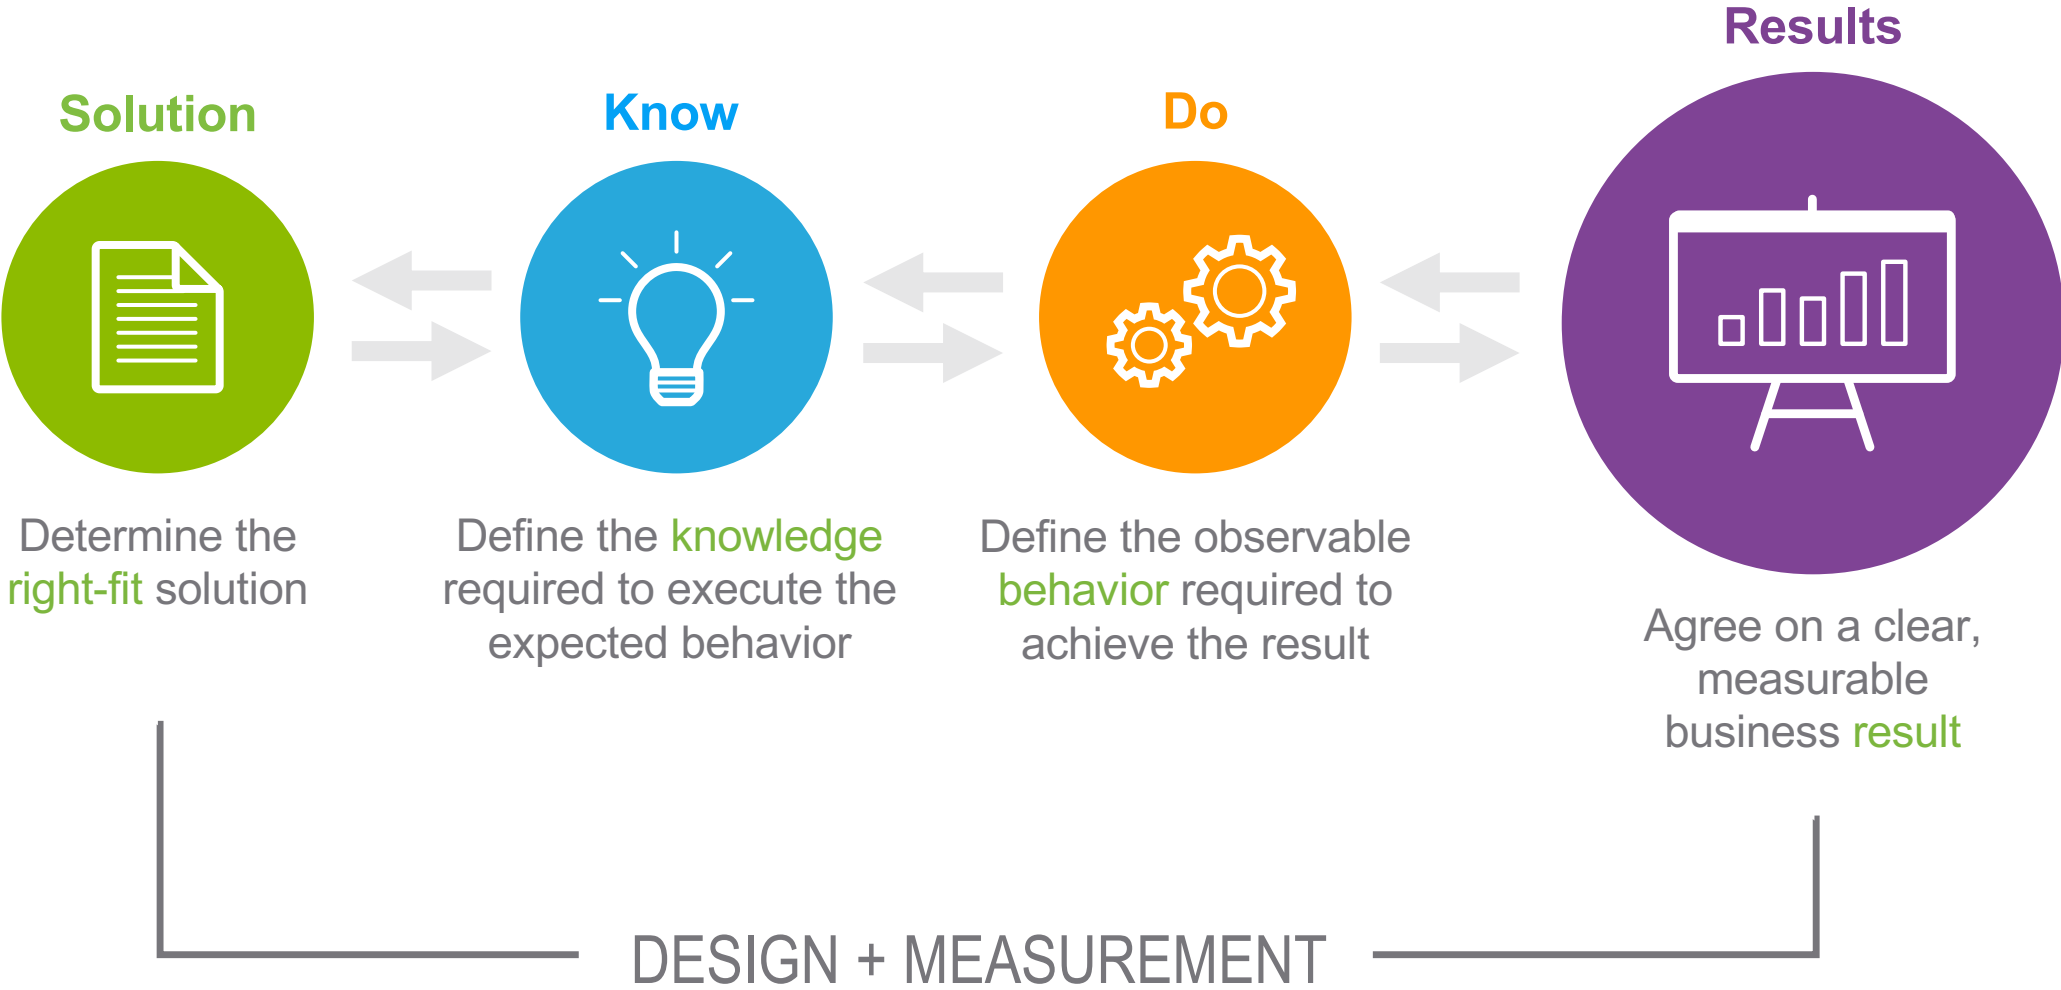 Solution
Determine the
right-fit solution
Know
Define the knowledge
required to execute the
expected behavior
Do
Define the observable
behavior required to
achieve the result
Results
Agree on a clear,
measurable
business result
DESIGN + MEASUREMENT